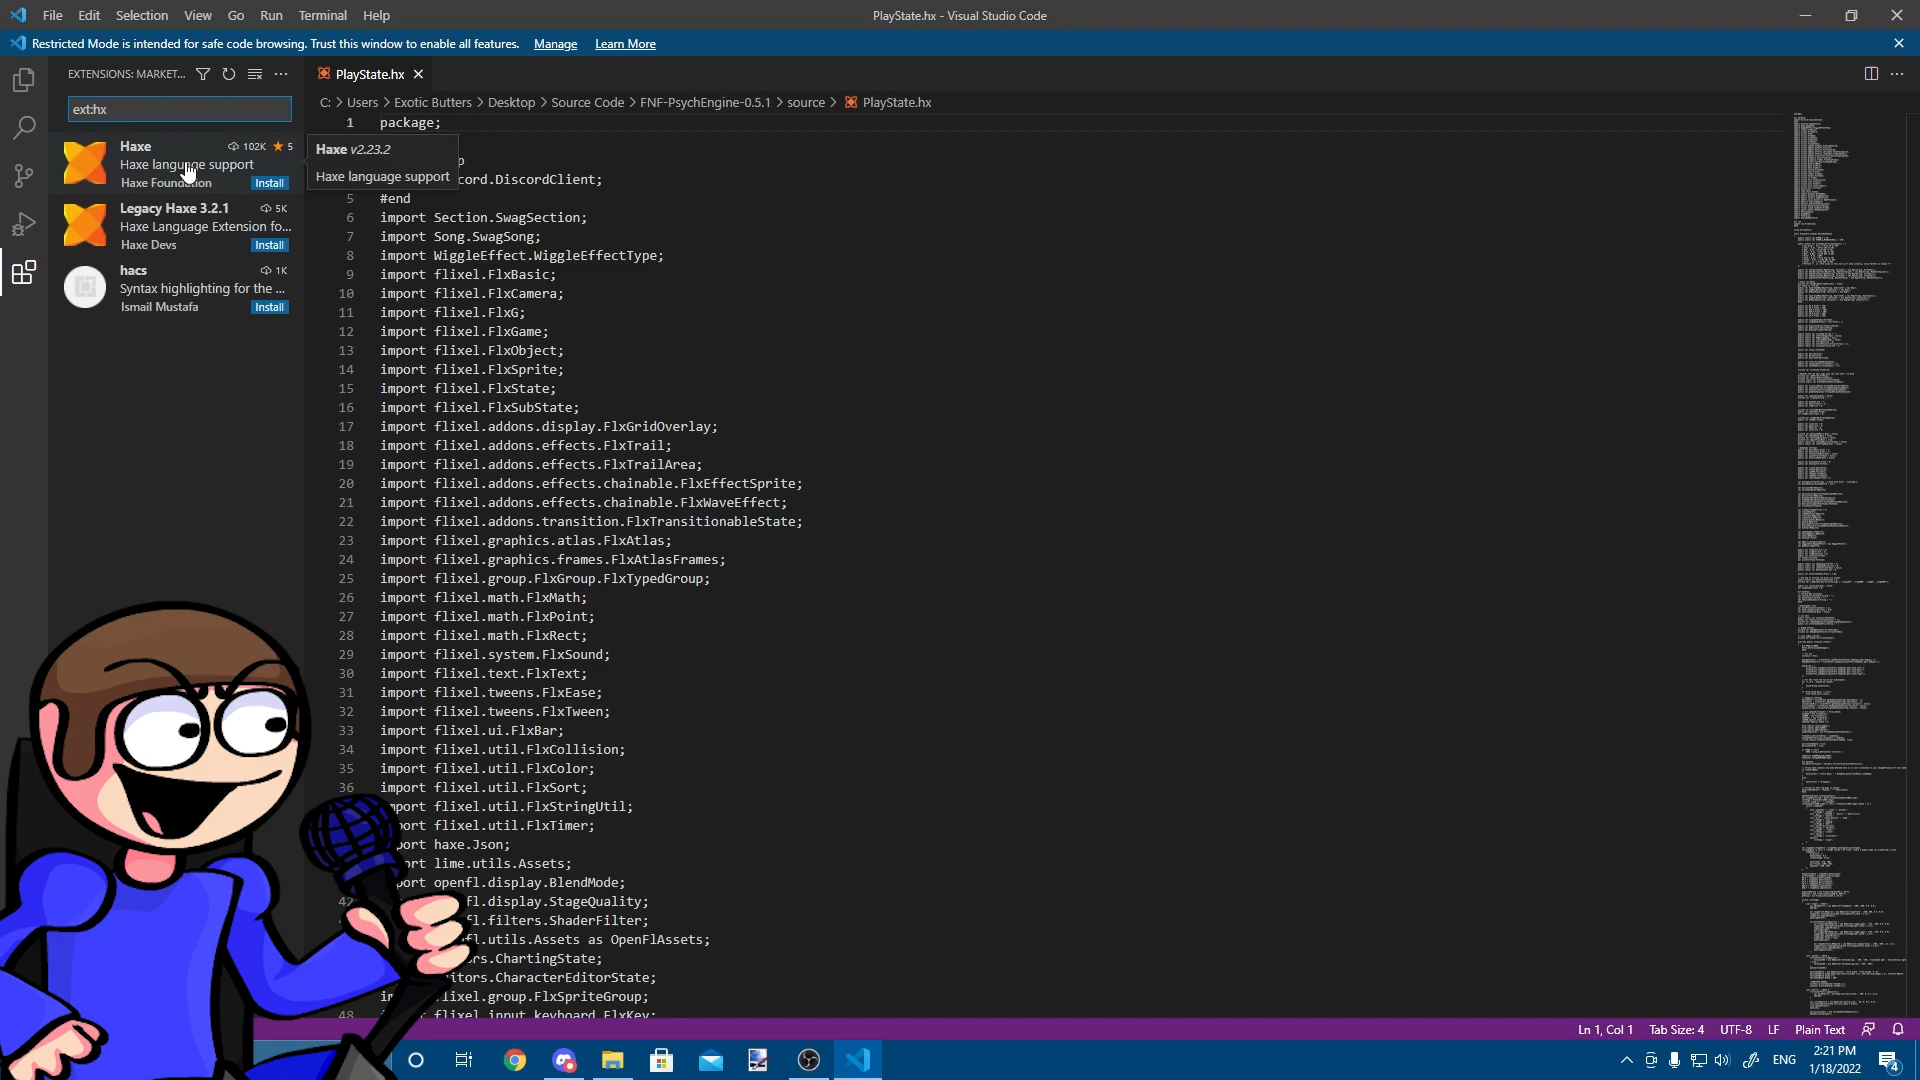 File Edit Selection View Go Run Terminal Help
PlayState.hx - Visual Studio Code
Restricted Mode is intended for safe code browsing. Trust this window to enable all features. Manage Learn More
EXTENSIONS: MARKET...
ext:hx
Haxe 102K 5
Haxe language support
Haxe Foundation Install
Legacy Haxe 3.2.1 5K
Haxe Language Extension fo...
Haxe Devs Install
hacs 1K
Syntax highlighting for the ...
Ismail Mustafa Install
PlayState.hx
C: > Users > Exotic Butters > Desktop > Source Code > FNF-PsychEngine-0.5.1 > source > PlayState.hx
Haxe v2.23.2
Haxe language support
1 package;
p
cord.DiscordClient;
5 #end
6 import Section.SwagSection;
7 import Song.SwagSong;
8 import WiggleEffect.WiggleEffectType;
9 import flixel.FlxBasic;
10 import flixel.FlxCamera;
11 import flixel.FlxG;
12 import flixel.FlxGame;
13 import flixel.FlxObject;
14 import flixel.FlxSprite;
15 import flixel.FlxState;
16 import flixel.FlxSubState;
17 import flixel.addons.display.FlxGridOverlay;
18 import flixel.addons.effects.FlxTrail;
19 import flixel.addons.effects.FlxTrailArea;
20 import flixel.addons.effects.chainable.FlxEffectSprite;
21 import flixel.addons.effects.chainable.FlxWaveEffect;
22 import flixel.addons.transition.FlxTransitionableState;
23 import flixel.graphics.atlas.FlxAtlas;
24 import flixel.graphics.frames.FlxAtlasFrames;
25 import flixel.group.FlxGroup.FlxTypedGroup;
26 import flixel.math.FlxMath;
27 import flixel.math.FlxPoint;
28 import flixel.math.FlxRect;
29 import flixel.system.FlxSound;
30 import flixel.text.FlxText;
31 import flixel.tweens.FlxEase;
32 import flixel.tweens.FlxTween;
33 import flixel.ui.FlxBar;
34 import flixel.util.FlxCollision;
35 import flixel.util.FlxColor;
36 import flixel.util.FlxSort;
port flixel.util.FlxStringUtil;
ort flixel.util.FlxTimer;
ort haxe.Json;
ort lime.utils.Assets;
port openfl.display.BlendMode;
42 fl.display.StageQuality;
fl.filters.ShaderFilter;
fl.utils.Assets as OpenFlAssets;
rs.ChartingState;
itors.CharacterEditorState;
im flixel.group.FlxSpriteGroup;
48 flixel.input.keyboard.FlxKey;
Ln 1, Col 1 Tab Size: 4 UTF-8 LF Plain Text
ENG
2:21 PM
1/18/2022
4